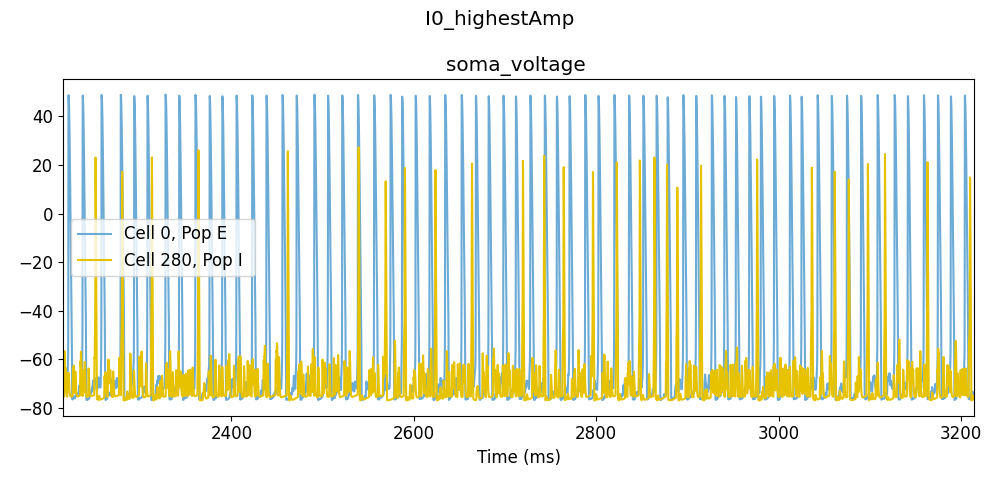 I0_highestAmp
soma_voltage
40
20
0
−20
−40
−60
−80
Cell 0, Pop E
Cell 280, Pop I
2400 2600 2800 3000 3200
Time (ms)